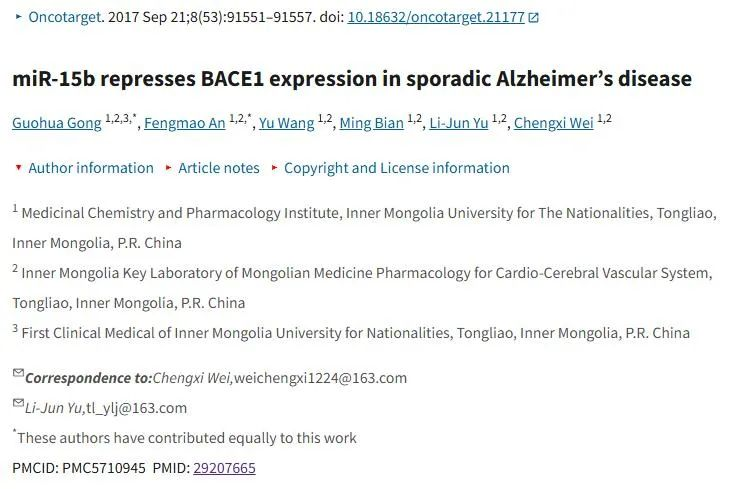 Oncotarget. 2017 Sep 21;8(53):91551–91557. doi: 10.18632/oncotarget.21177
miR-15b represses BACE1 expression in sporadic Alzheimer’s disease
Guohua Gong 1,2,3,*, Fengmao An 1,2,*, Yu Wang 1,2, Ming Bian 1,2, Li-Jun Yu 1,2, Chengxi Wei 1,2
Author information Article notes Copyright and License information
1 Medicinal Chemistry and Pharmacology Institute, Inner Mongolia University for The Nationalities, Tongliao,
Inner Mongolia, P.R. China
2 Inner Mongolia Key Laboratory of Mongolian Medicine Pharmacology for Cardio-Cerebral Vascular System,
Tongliao, Inner Mongolia, P.R. China
3 First Clinical Medical of Inner Mongolia University for Nationalities, Tongliao, Inner Mongolia, P.R. China
Correspondence to:Chengxi Wei,weichengxi1224@163.com
Li-Jun Yu,tl_ylj@163.com
*These authors have contributed equally to this work
PMCID: PMC5710945 PMID: 29207665